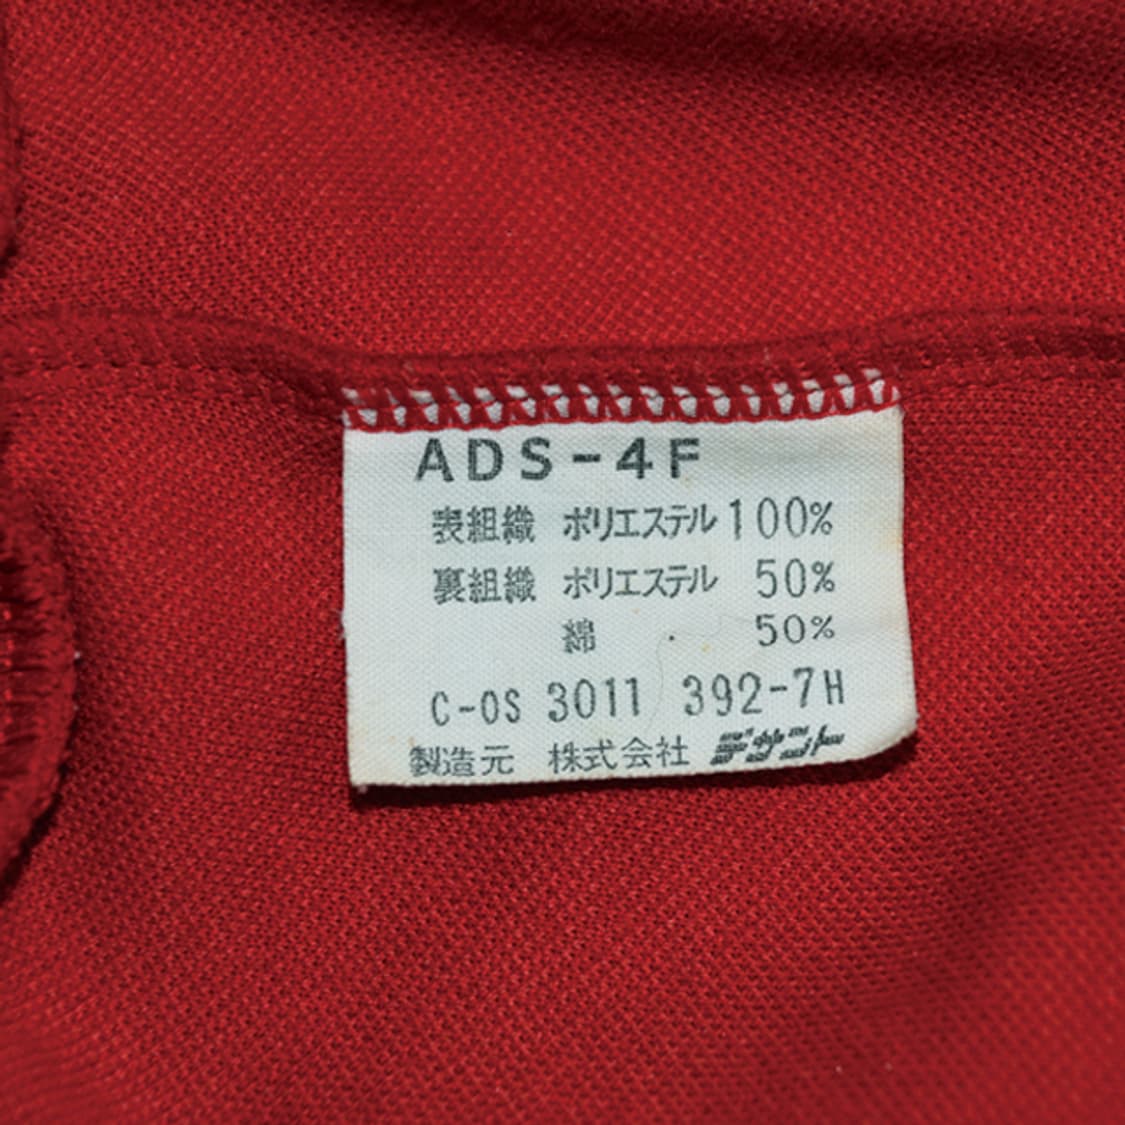 ADS-4F
表組織 ポリエステル 100%
裏組織 ポリエステル 50%
綿 50%
C-OS 3011 392-7H
製造元 株式会社 デサント